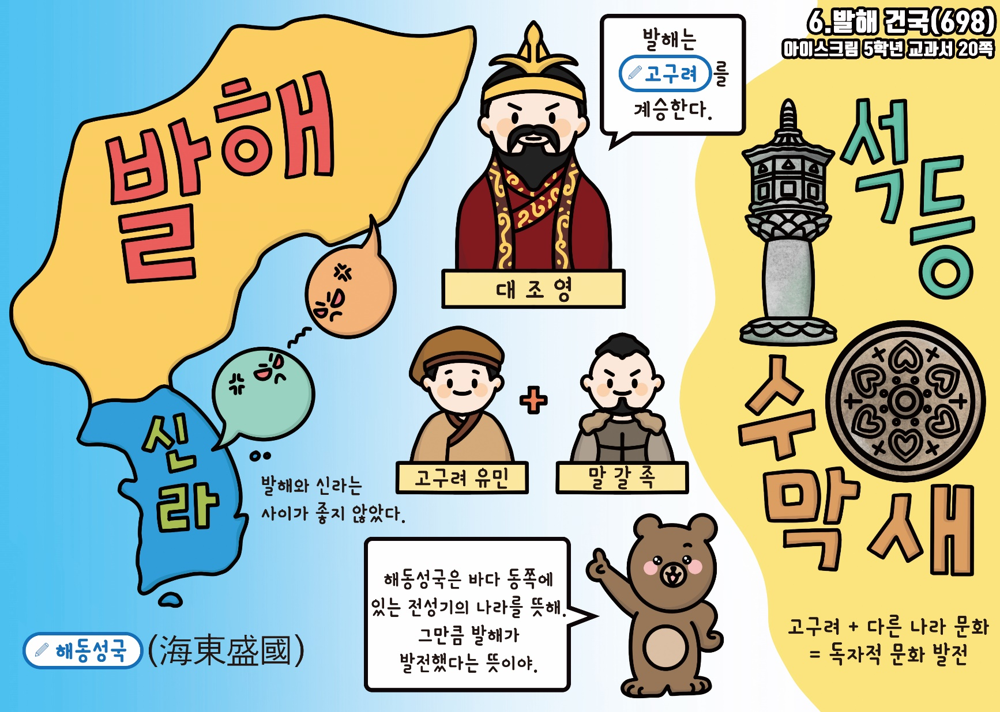 6.발해 건국(698)
아이스크림 5학년 교과서 20쪽
발해
신
라
발해는
고구려를
계승한다.
대조영
고구려 유민
+
말갈족
발해와 신라는
사이가 좋지 않았다.
해동성국(海東盛國)
해동성국은 바다 동쪽에
있는 전성기의 나라를 뜻해.
그만큼 발해가
발전했다는 뜻이야.
석등
수막새
고구려 + 다른 나라 문화
= 독자적 문화 발전